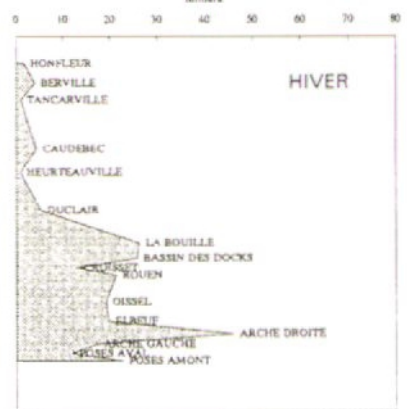 0 10 20 30 40 50 60 70 80
HONFLEUR
HIVER
BERVILLE
TANCARVILLE
CAUDEBEC
HEURTEAUVILLE
DUCLAIR
LA BOUILLE
BASSIN DES DOCKS
CROISSET
ROUEN
OISSEL
ELBEUF
ARCHE DROITE
ARCHE GAUCHE
POSES AVAL
POSES AMONT